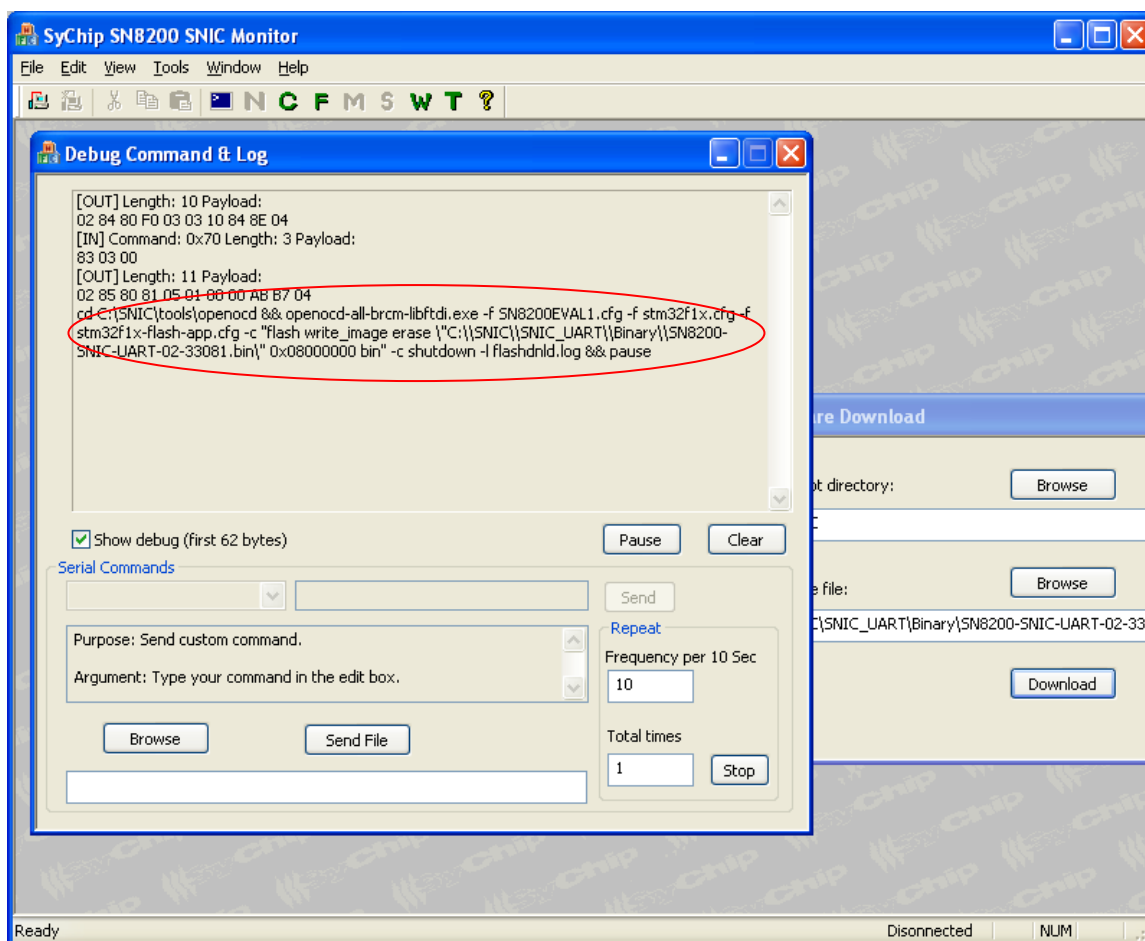 SyChip SN8200 SNIC Monitor
File Edit View Tools Window Help
N C F M S W T ?
Debug Command & Log
[OUT] Length: 10 Payload:
02 84 80 F0 03 03 10 84 8E 04
[IN] Command: 0x70 Length: 3 Payload:
83 03 00
[OUT] Length: 11 Payload:
02 85 80 81 05 01 80 00 AB B7 04
cd C:\SNIC\tools\openocd && openocd-all-brcm-libftdi.exe -f SN8200EVAL1.cfg -f stm32f1x.cfg -f
stm32f1x-flash-app.cfg -c "flash write_image erase \"C:\\SNIC\\SNIC_UART\\Binary\\SN8200-
SNIC-UART-02-33081.bin\" 0x08000000 bin" -c shutdown -l flashdnld.log && pause
Show debug (first 62 bytes)
Pause
Clear
Serial Commands
Send
Purpose: Send custom command.
Argument: Type your command in the edit box.
Browse
Send File
Repeat
Frequency per 10 Sec
10
Total times
1
Stop
re Download
t directory:
Browse
e file:
Browse
\SNIC_UART\Binary\SN8200-SNIC-UART-02-33
Download
Ready
Disonnected
NUM